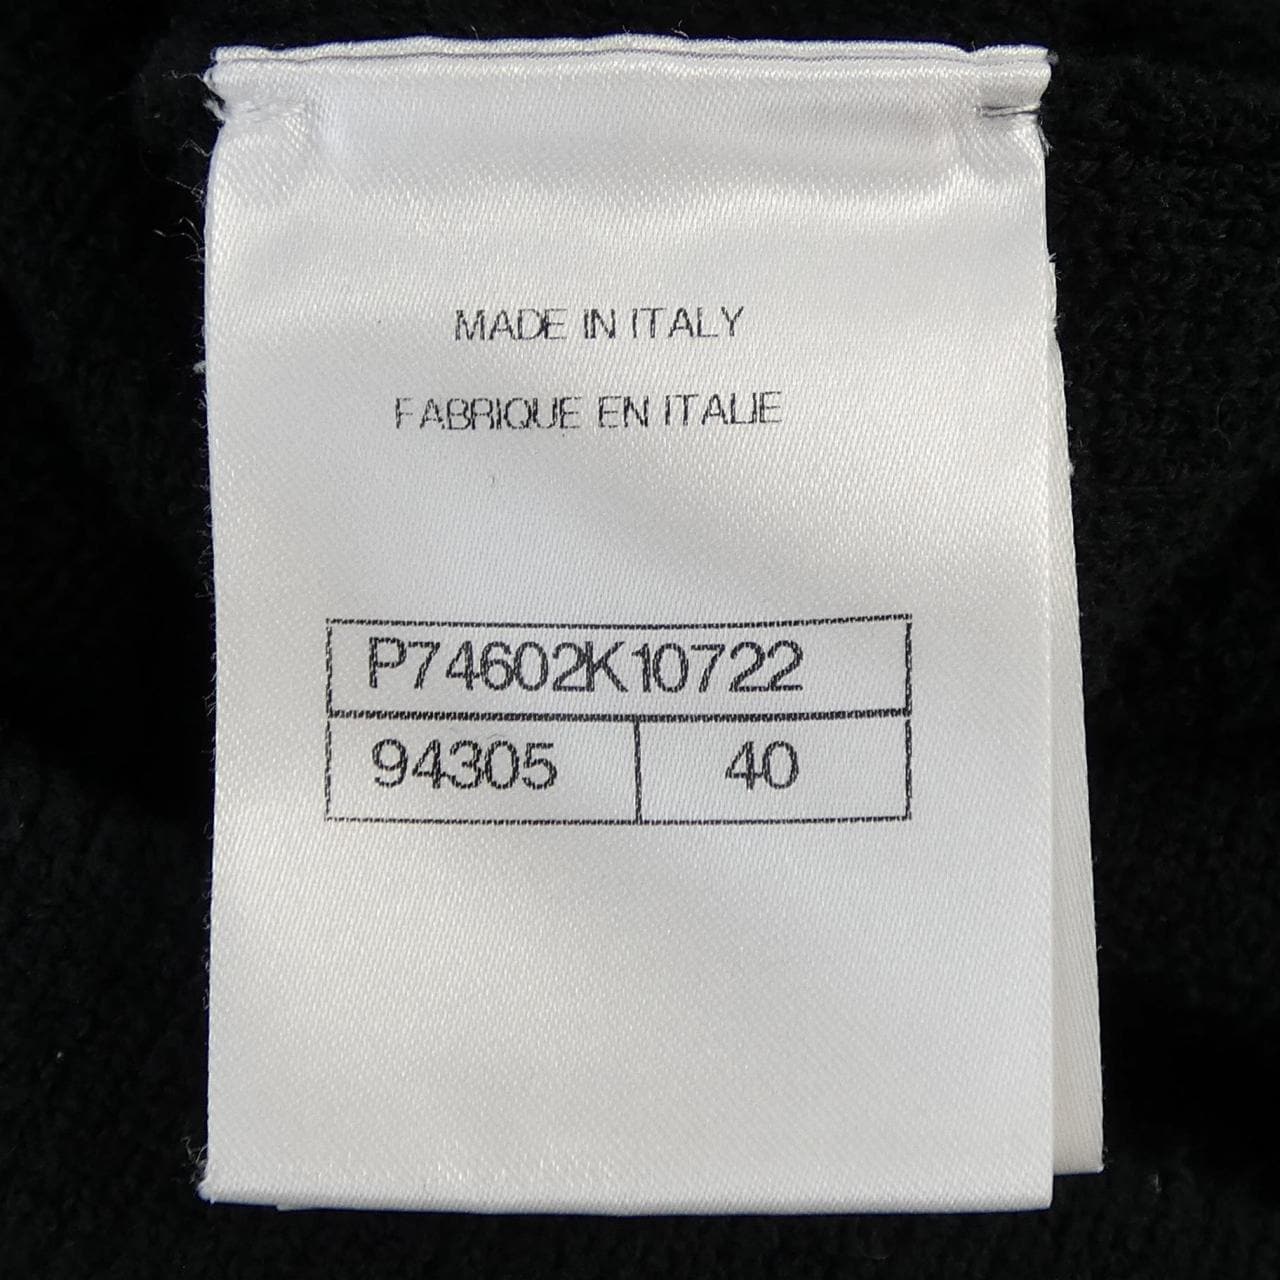 MADE IN ITALY
FABRIQUE EN ITALIE
P74602K10722
94305 40